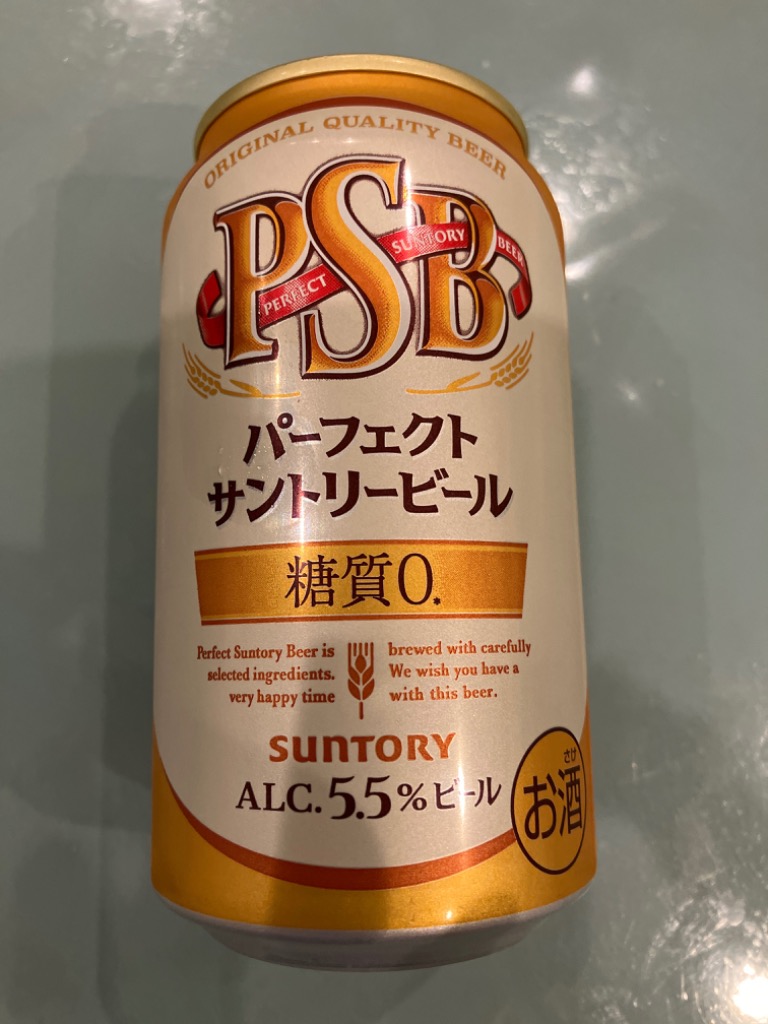 ORIGINAL QUALITY BEER
PSB
PERFECT SUNTORY BEER
パーフェクト
サントリービール
糖質0*
Perfect Suntory Beer is brewed with carefully
selected ingredients. We wish you have a
very happy time with this beer.
SUNTORY
ALC.5.5%ビール
さけ
お酒